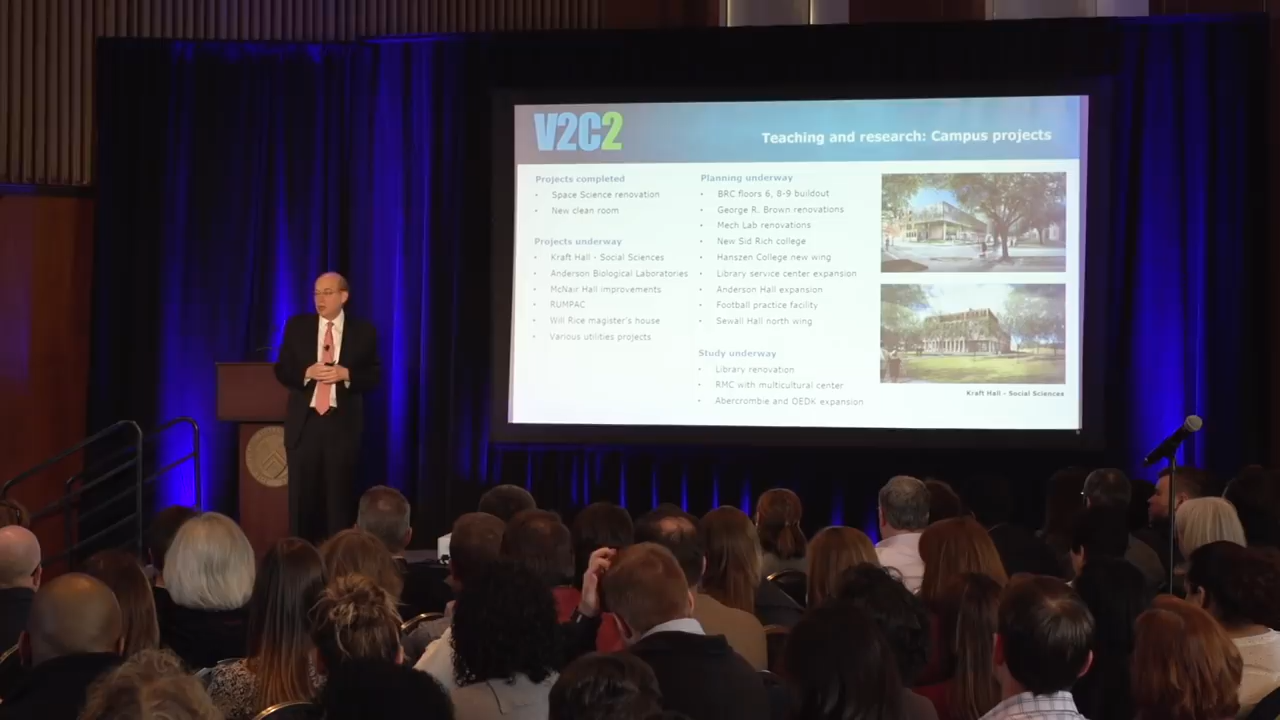 V2C2
Teaching and research: Campus projects
Projects completed
• Space Science renovation
• New clean room
Projects underway
• Kraft Hall - Social Sciences
• Anderson Biological Laboratories
• McNair Hall improvements
• RUMPAC
• Will Rice magister's house
• Various utilities projects
Planning underway
• BRC floors 6, 8-9 buildout
• George R. Brown renovations
• Mech Lab renovations
• New Sid Rich college
• Hanszen College new wing
• Library service center expansion
• Anderson Hall expansion
• Football practice facility
• Sewall Hall north wing
Study underway
• Library renovation
• RMC with multicultural center
• Abercrombie and OEDK expansion
Kraft Hall - Social Sciences